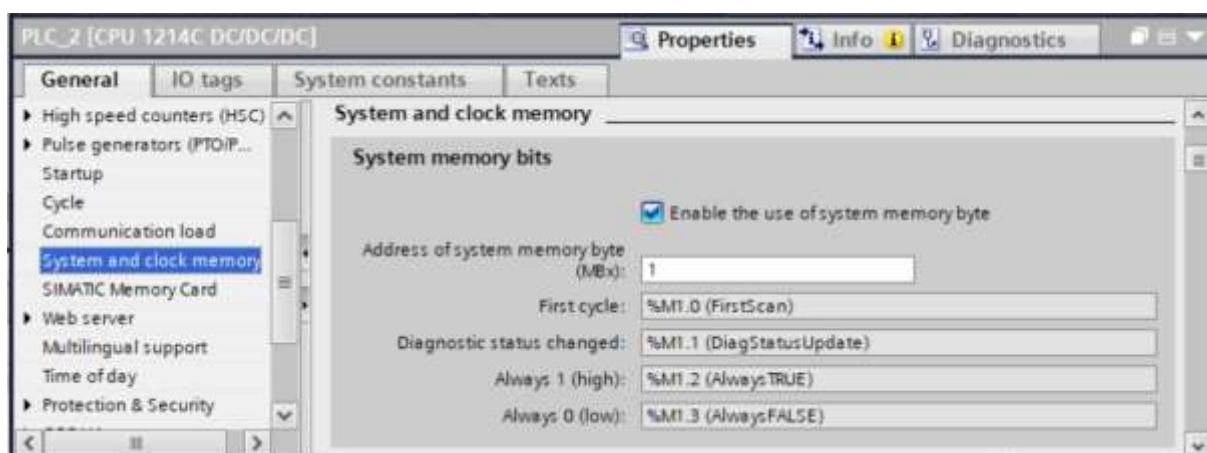 PLC_2 [CPU 1214C DC/DC/DC]
Properties
Info
Diagnostics
General
IO tags
System constants
Texts
High speed counters (HSC)
Pulse generators (PTO/P...
Startup
Cycle
Communication load
System and clock memory
SIMATIC Memory Card
Web server
Multilingual support
Time of day
Protection & Security
System and clock memory
System memory bits
Enable the use of system memory byte
Address of system memory byte
(MBx):
1
First cycle:
%M1.0 (FirstScan)
Diagnostic status changed:
%M1.1 (DiagStatusUpdate)
Always 1 (high):
%M1.2 (AlwaysTRUE)
Always 0 (low):
%M1.3 (AlwaysFALSE)